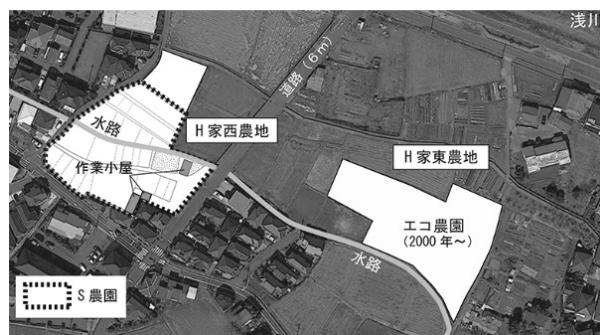 浅川
道路（6m）
水路
H家西農地
作業小屋
H家東農地
エコ農園
(2000年～)
水路
S農園